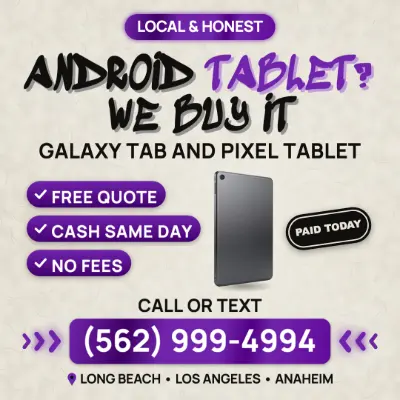 LOCAL & HONEST
ANDROID TABLET?
WE BUY IT
GALAXY TAB AND PIXEL TABLET
FREE QUOTE
CASH SAME DAY
NO FEES
PAID TODAY
CALL OR TEXT
(562) 999-4994
LONG BEACH • LOS ANGELES • ANAHEIM